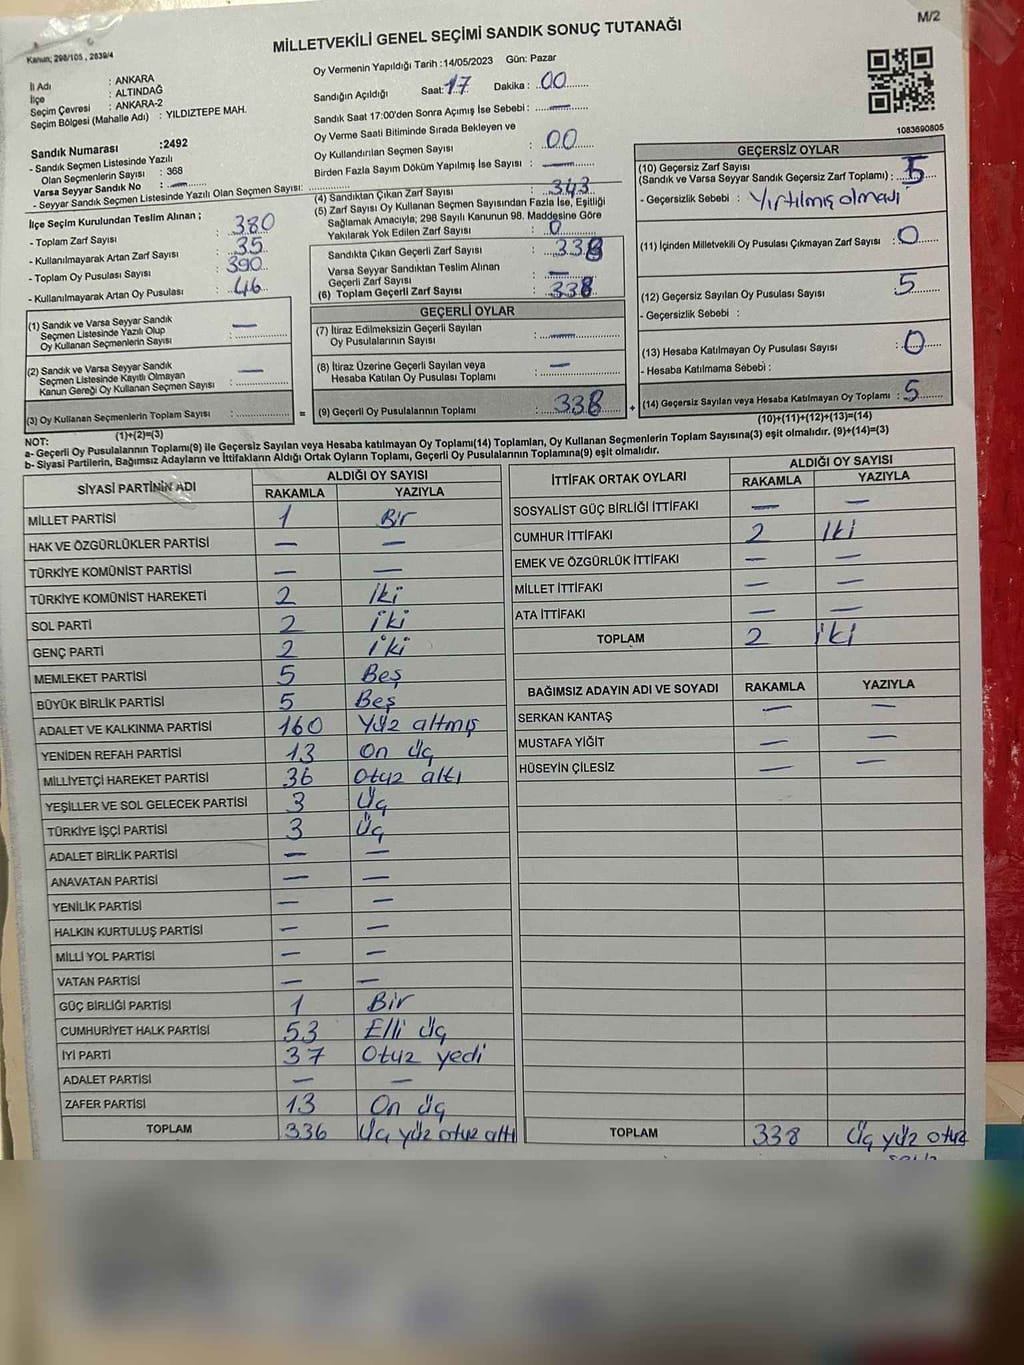 M/2
Kanun; 298/105 , 2839/4
MİLLETVEKİLİ GENEL SEÇİMİ SANDIK SONUÇ TUTANAĞI
İl Adı : ANKARA
İlçe : ALTINDAĞ
Seçim Çevresi : ANKARA-2
Seçim Bölgesi (Mahalle Adı) : YILDIZTEPE MAH.
Sandık Numarası :2492
- Sandık Seçmen Listesinde Yazılı
Olan Seçmenlerin Sayısı : 368
Varsa Seyyar Sandık No : —
- Seyyar Sandık Seçmen Listesinde Yazılı Olan Seçmen Sayısı:
İlçe Seçim Kurulundan Teslim Alınan ;
- Toplam Zarf Sayısı : 380
- Kullanılmayarak Artan Zarf Sayısı : 35
- Toplam Oy Pusulası Sayısı : 390
- Kullanılmayarak Artan Oy Pusulası : 46
Oy Vermenin Yapıldığı Tarih :14/05/2023 Gün: Pazar
Sandığın Açıldığı Saat: 17 Dakika : 00
Sandık Saat 17:00'den Sonra Açımış İse Sebebi : —
Oy Verme Saati Bitiminde Sırada Bekleyen ve
Oy Kullandırılan Seçmen Sayısı : 00
Birden Fazla Sayım Döküm Yapılmış İse Sayısı : —
(4) Sandıktan Çıkan Zarf Sayısı : 343
(5) Zarf Sayısı Oy Kullanan Seçmen Sayısından Fazla İse, Eşitliği
Sağlamak Amacıyla; 298 Sayılı Kanunun 98. Maddesine Göre
Yakılarak Yok Edilen Zarf Sayısı : 0
Sandıkta Çıkan Geçerli Zarf Sayısı : 338
Varsa Seyyar Sandıktan Teslim Alınan
Geçerli Zarf Sayısı : —
(6) Toplam Geçerli Zarf Sayısı : 338
1083690805
GEÇERSİZ OYLAR
(10) Geçersiz Zarf Sayısı
(Sandık ve Varsa Seyyar Sandık Geçersiz Zarf Toplamı) : 5
- Geçersizlik Sebebi : Yırtılmış olmadı
(11) İçinden Milletvekili Oy Pusulası Çıkmayan Zarf Sayısı : 0
(12) Geçersiz Sayılan Oy Pusulası Sayısı : 5
- Geçersizlik Sebebi :
(13) Hesaba Katılmayan Oy Pusulası Sayısı : 0
- Hesaba Katılmama Sebebi :
(14) Geçersiz Sayılan veya Hesaba Katılmayan Oy Toplamı : 5
(10)+(11)+(12)+(13)=(14)
(1) Sandık ve Varsa Seyyar Sandık
Seçmen Listesinde Yazılı Olup
Oy Kullanan Seçmenlerin Sayısı : —
(2) Sandık ve Varsa Seyyar Sandık
Seçmen Listesinde Kayıtlı Olmayan
Kanun Gereği Oy Kullanan Seçmen Sayısı : —
(3) Oy Kullanan Seçmenlerin Toplam Sayısı : =
(1)+(2)=(3)
GEÇERLİ OYLAR
(7) İtiraz Edilmeksizin Geçerli Sayılan
Oy Pusulalarının Sayısı : —
(8) İtiraz Üzerine Geçerli Sayılan veya
Hesaba Katılan Oy Pusulası Toplamı : —
(9) Geçerli Oy Pusulalarının Toplamı : 338 +
NOT:
a- Geçerli Oy Pusulalarının Toplamı(9) ile Geçersiz Sayılan veya Hesaba katılmayan Oy Toplamı(14) Toplamları, Oy Kullanan Seçmenlerin Toplam Sayısına(3) eşit olmalıdır. (9)+(14)=(3)
b- Siyasi Partilerin, Bağımsız Adayların ve İttifakların Aldığı Ortak Oyların Toplamı, Geçerli Oy Pusulalarının Toplamına(9) eşit olmalıdır.
SİYASİ PARTİNİN ADI ALDIĞI OY SAYISI
RAKAMLA YAZIYLA
MİLLET PARTİSİ 1 Bir
HAK VE ÖZGÜRLÜKLER PARTİSİ — —
TÜRKİYE KOMÜNİST PARTİSİ — —
TÜRKİYE KOMÜNİST HAREKETİ 2 İki
SOL PARTİ 2 İki
GENÇ PARTİ 2 İki
MEMLEKET PARTİSİ 5 Beş
BÜYÜK BİRLİK PARTİSİ 5 Beş
ADALET VE KALKINMA PARTİSİ 160 Yüz altmış
YENİDEN REFAH PARTİSİ 13 On üç
MİLLİYETÇİ HAREKET PARTİSİ 36 Otuz altı
YEŞİLLER VE SOL GELECEK PARTİSİ 3 Üç
TÜRKİYE İŞÇİ PARTİSİ 3 Üç
ADALET BİRLİK PARTİSİ — —
ANAVATAN PARTİSİ — —
YENİLİK PARTİSİ — —
HALKIN KURTULUŞ PARTİSİ — —
MİLLİ YOL PARTİSİ — —
VATAN PARTİSİ — —
GÜÇ BİRLİĞİ PARTİSİ 1 Bir
CUMHURİYET HALK PARTİSİ 53 Elli üç
İYİ PARTİ 37 Otuz yedi
ADALET PARTİSİ — —
ZAFER PARTİSİ 13 On üç
TOPLAM 336 Üç yüz otuz altı
İTTİFAK ORTAK OYLARI ALDIĞI OY SAYISI
RAKAMLA YAZIYLA
SOSYALİST GÜÇ BİRLİĞİ İTTİFAKI — —
CUMHUR İTTİFAKI 2 İki
EMEK VE ÖZGÜRLÜK İTTİFAKI — —
MİLLET İTTİFAKI — —
ATA İTTİFAKI — —
TOPLAM 2 İki
BAĞIMSIZ ADAYIN ADI VE SOYADI RAKAMLA YAZIYLA
SERKAN KANTAŞ — —
MUSTAFA YİĞİT — —
HÜSEYİN ÇİLESİZ — —
TOPLAM 338 Üç yüz otuz